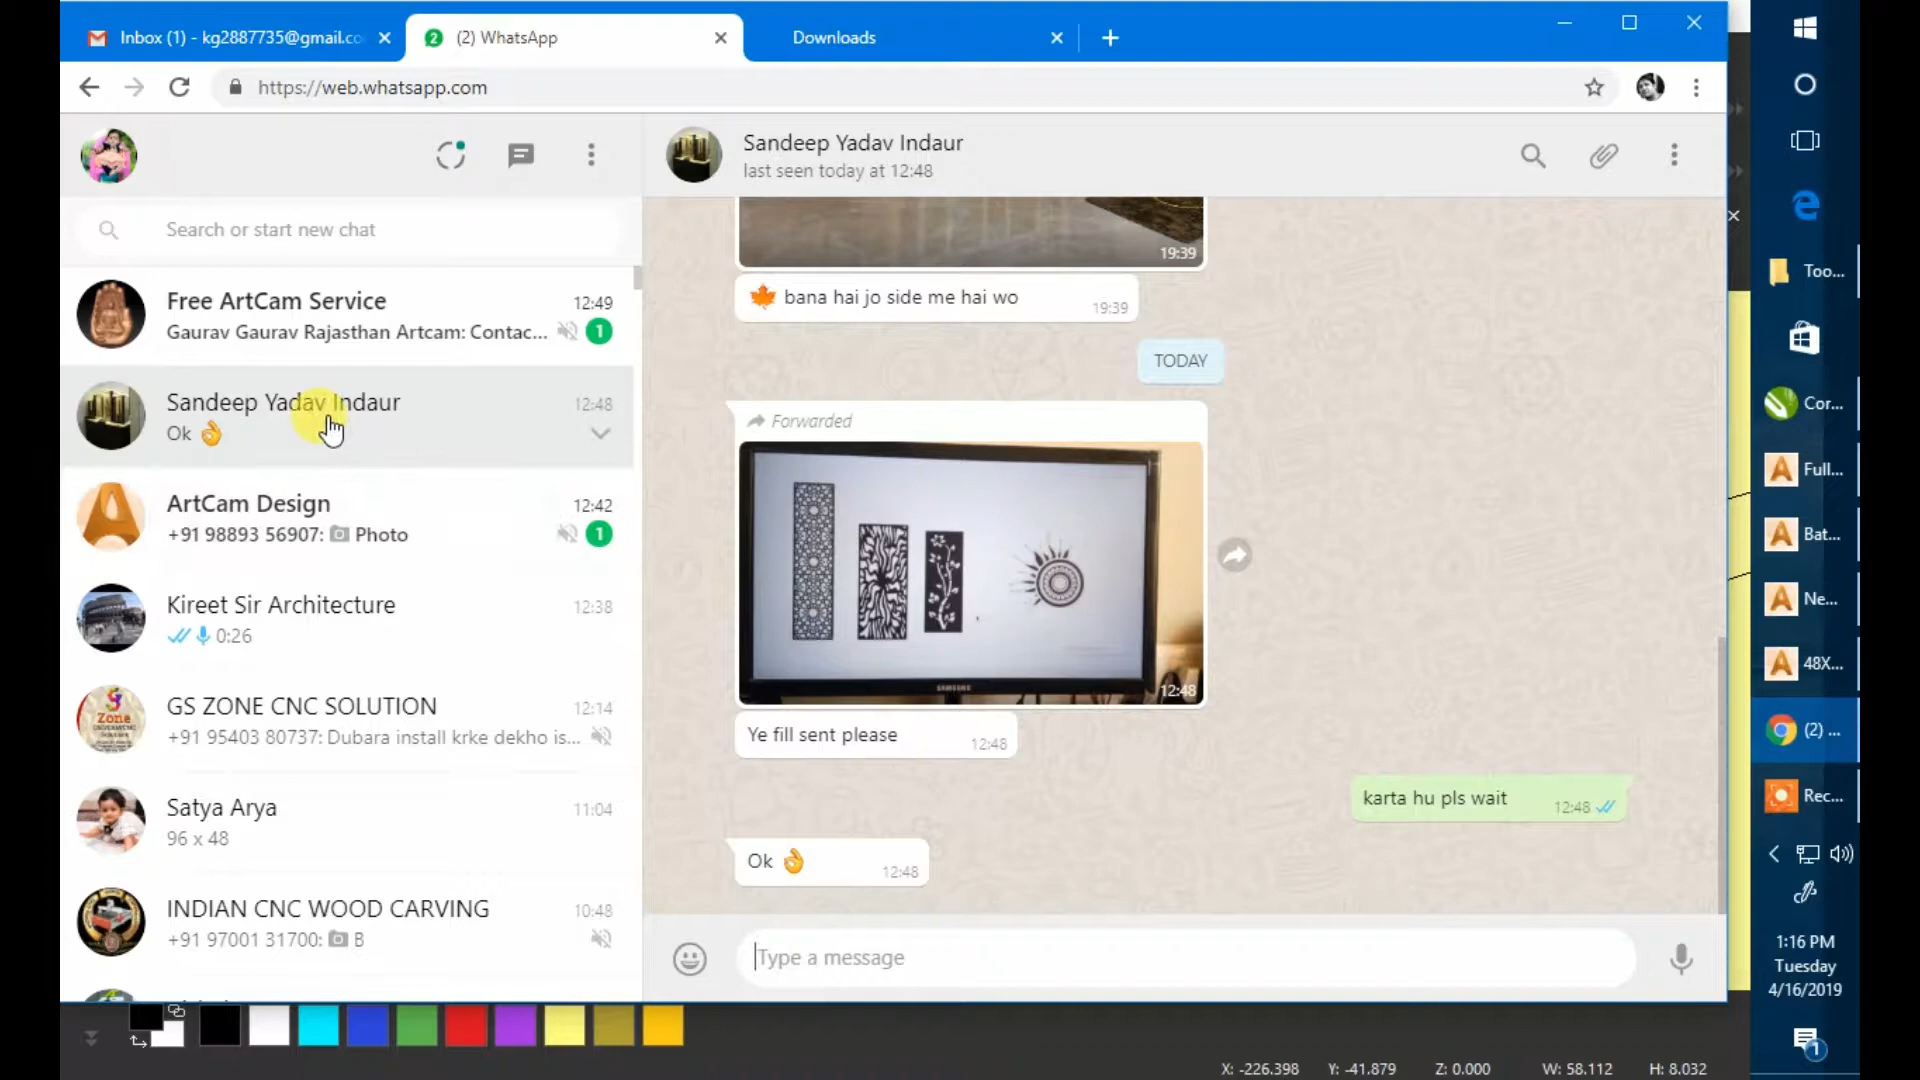 Inbox (1) - kg2887735@gmail.co
2 (2) WhatsApp
Downloads
https://web.whatsapp.com
Sandeep Yadav Indaur
last seen today at 12:48
Search or start new chat
Free ArtCam Service 12:49
Gaurav Gaurav Rajasthan Artcam: Contac... 1
Sandeep Yadav Indaur 12:48
Ok 👌
ArtCam Design 12:42
+91 98893 56907: Photo 1
Kireet Sir Architecture 12:38
0:26
GS ZONE CNC SOLUTION 12:14
+91 95403 80737: Dubara install krke dekho is...
Satya Arya 11:04
96 x 48
INDIAN CNC WOOD CARVING 10:48
+91 97001 31700: B
19:39
🍁 bana hai jo side me hai wo 19:39
TODAY
Forwarded
SAMSUNG
12:48
Ye fill sent please 12:48
karta hu pls wait 12:48
Ok 👌 12:48
Type a message
Too...
Cor...
Full...
Bat...
Ne...
48X...
(2) ...
Rec...
1:16 PM
Tuesday
4/16/2019
1
X: -226.398 Y: -41.879 Z: 0.000 W: 58.112 H: 8.032